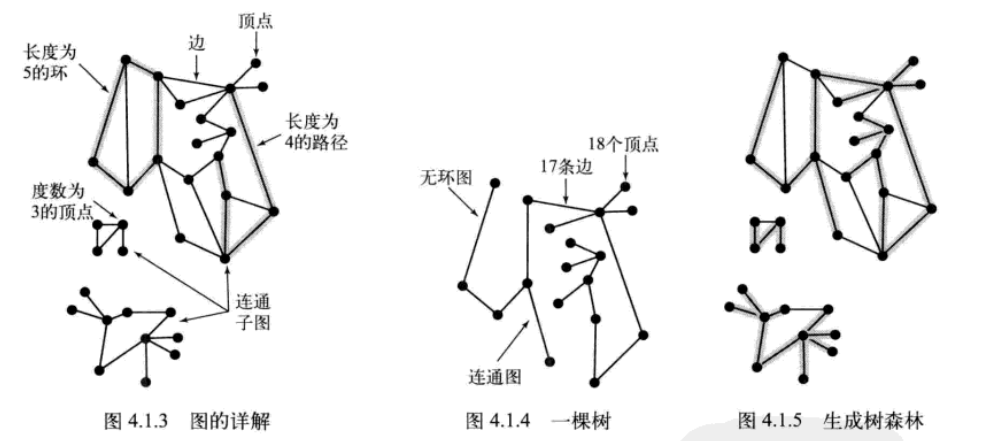 顶点
边
长度为
5的环
长度为
4的路径
度数为
3的顶点
连通
子图
图 4.1.3 图的详解
18个顶点
17条边
无环图
连通图
图 4.1.4 一棵树
图 4.1.5 生成树森林